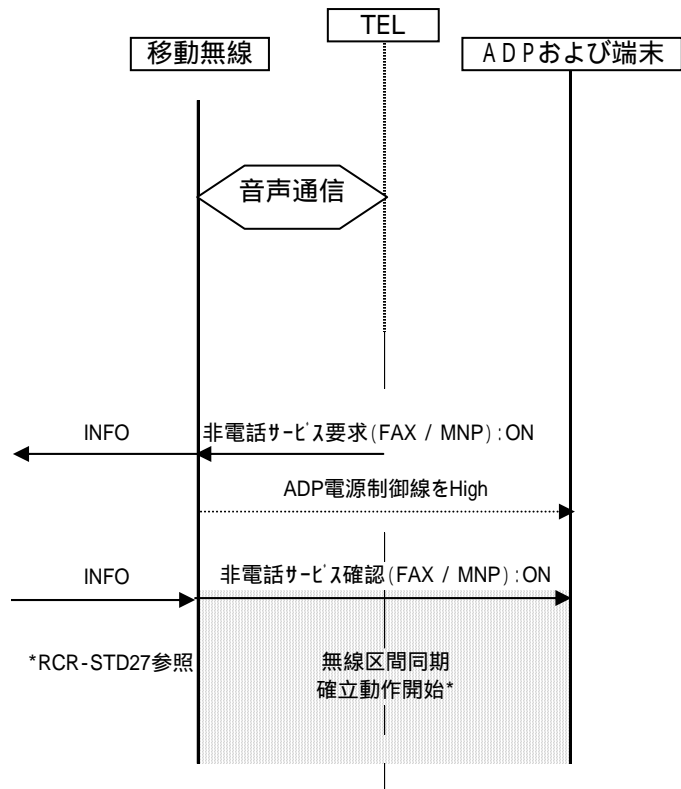 TEL
移動無線
ADPおよび端末
音声通信
INFO
非電話ｻｰﾋﾞｽ要求(FAX / MNP):ON
ADP電源制御線をHigh
INFO
非電話ｻｰﾋﾞｽ確認(FAX / MNP):ON
*RCR-STD27参照
無線区間同期
確立動作開始*